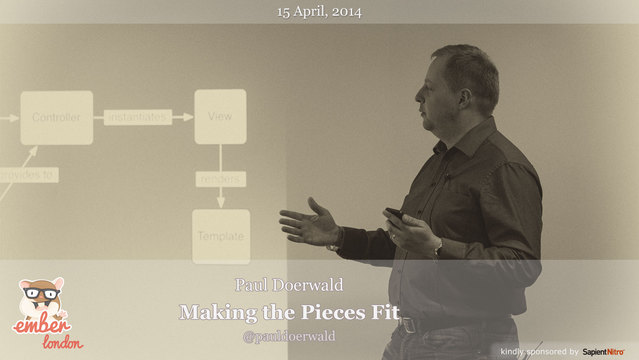 15 April, 2014
Controller
instantiates
View
provides to
renders
Template
Paul Doerwald
Making the Pieces Fit
@pauldoerwald
ember
london
kindly sponsored by SapientNitro